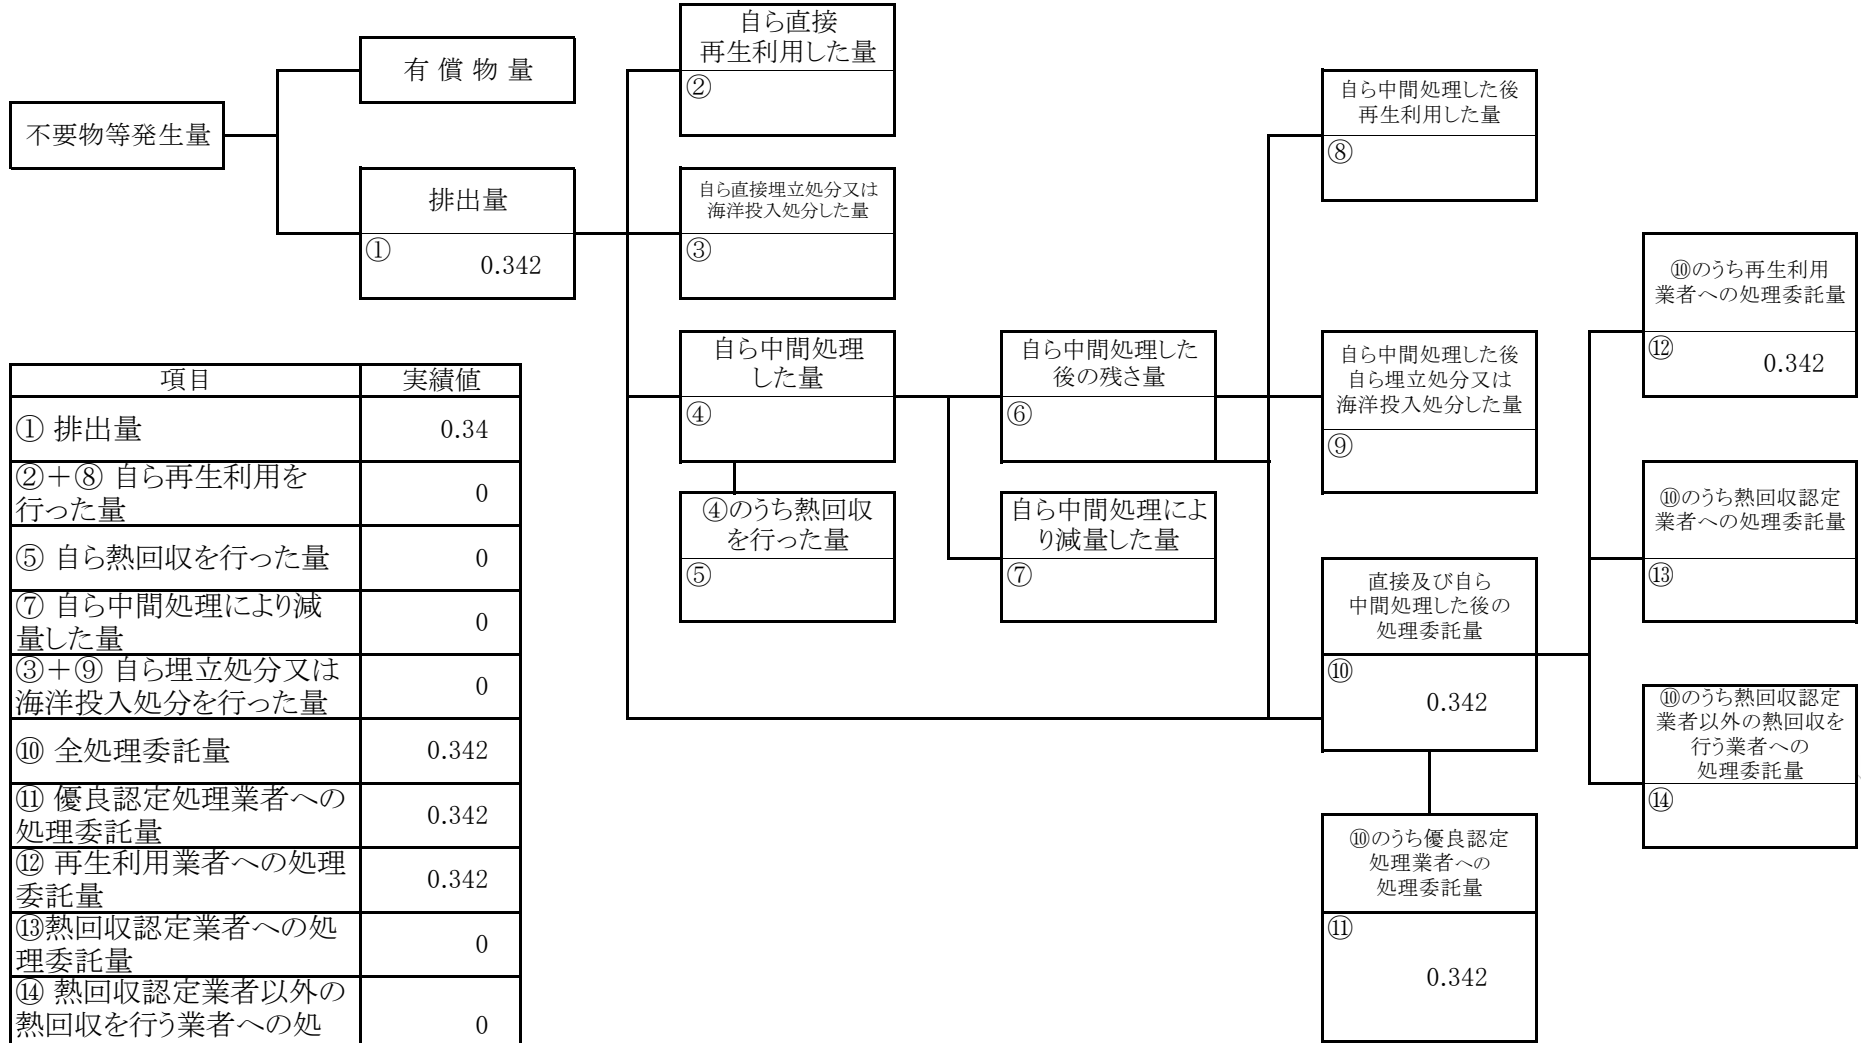 不要物等発生量
有 償 物 量
排出量
①
0.342
自ら直接
再生利用した量
②
自ら直接埋立処分又は
海洋投入処分した量
③
自ら中間処理
した量
④
④のうち熱回収
を行った量
⑤
自ら中間処理した
後の残さ量
⑥
自ら中間処理によ
り減量した量
⑦
自ら中間処理した後
再生利用した量
⑧
自ら中間処理した後
自ら埋立処分又は
海洋投入処分した量
⑨
直接及び自ら
中間処理した後の
処理委託量
⑩
0.342
⑩のうち優良認定
処理業者への
処理委託量
⑪
0.342
⑩のうち再生利用
業者への処理委託量
⑫
0.342
⑩のうち熱回収認定
業者への処理委託量
⑬
⑩のうち熱回収認定
業者以外の熱回収を
行う業者への
処理委託量
⑭
項目 実績値
① 排出量 0.34
②+⑧ 自ら再生利用を
行った量 0
⑤ 自ら熱回収を行った量 0
⑦ 自ら中間処理により減
量した量 0
③+⑨ 自ら埋立処分又は
海洋投入処分を行った量 0
⑩ 全処理委託量 0.342
⑪ 優良認定処理業者への
処理委託量 0.342
⑫ 再生利用業者への処理
委託量 0.342
⑬熱回収認定業者への処
理委託量 0
⑭ 熱回収認定業者以外の
熱回収を行う業者への処 0